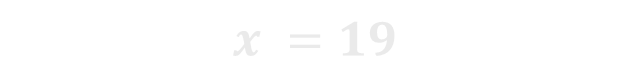 x = 19